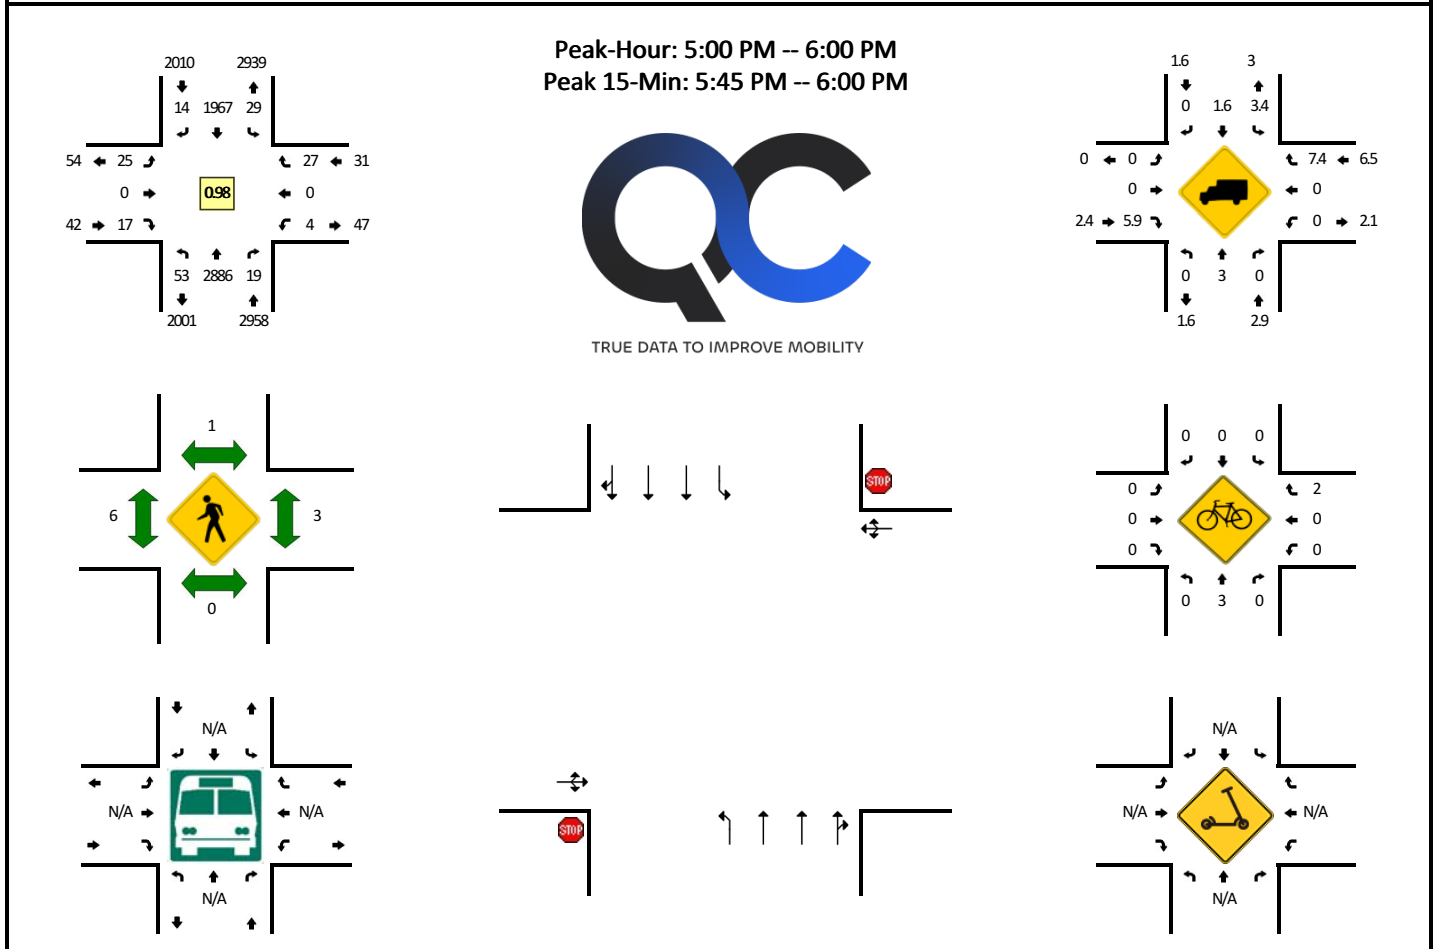 Peak-Hour: 5:00 PM -- 6:00 PM
Peak 15-Min: 5:45 PM -- 6:00 PM
2010 2939
14 1967 29
54 25 27 31
0 0.98 0
42 17 4 47
53 2886 19
2001 2958
QC
TRUE DATA TO IMPROVE MOBILITY
1.6 3
0 1.6 3.4
0 0 7.4 6.5
0 0
2.4 5.9 0 2.1
0 3 0
1.6 2.9
1
6 3
0
STOP
STOP
0 0 0
0 2
0 0
0 0
0 3 0
N/A
N/A N/A
N/A
N/A
N/A N/A
N/A